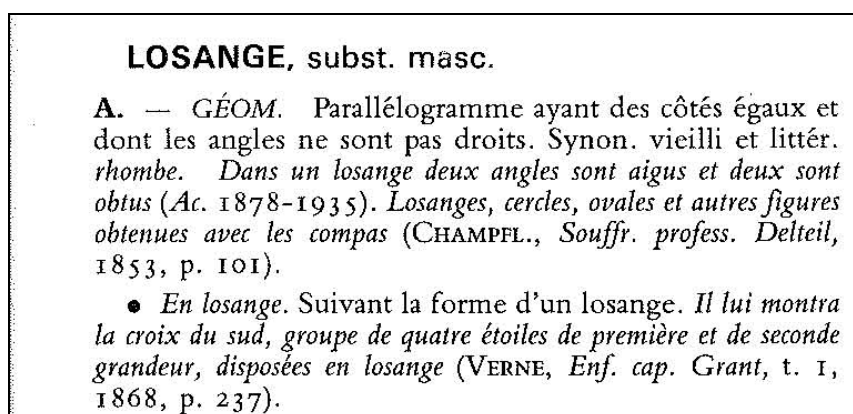 LOSANGE, subst. masc.
A. — GÉOM. Parallélogramme ayant des côtés égaux et
dont les angles ne sont pas droits. Synon. vieilli et littér.
rhombe. Dans un losange deux angles sont aigus et deux sont
obtus (Ac. 1878-1935). Losanges, cercles, ovales et autres figures
obtenues avec les compas (CHAMPFL., Souffr. profess. Delteil,
1853, p. 101).
● En losange. Suivant la forme d'un losange. Il lui montra
la croix du sud, groupe de quatre étoiles de première et de seconde
grandeur, disposées en losange (VERNE, Enf. cap. Grant, t. 1,
1868, p. 237).